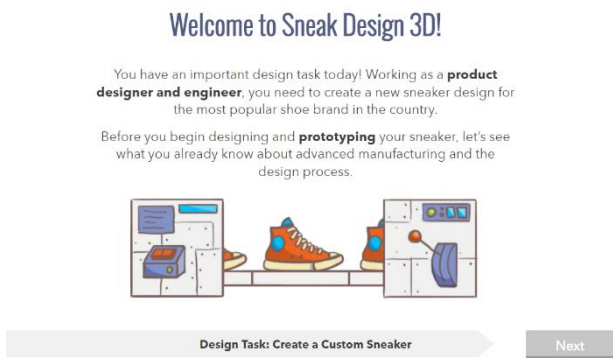 Welcome to Sneak Design 3D!
You have an important design task today! Working as a product
designer and engineer, you need to create a new sneaker design for
the most popular shoe brand in the country.
Before you begin designing and prototyping your sneaker, let's see
what you already know about advanced manufacturing and the
design process.
Design Task: Create a Custom Sneaker
Next